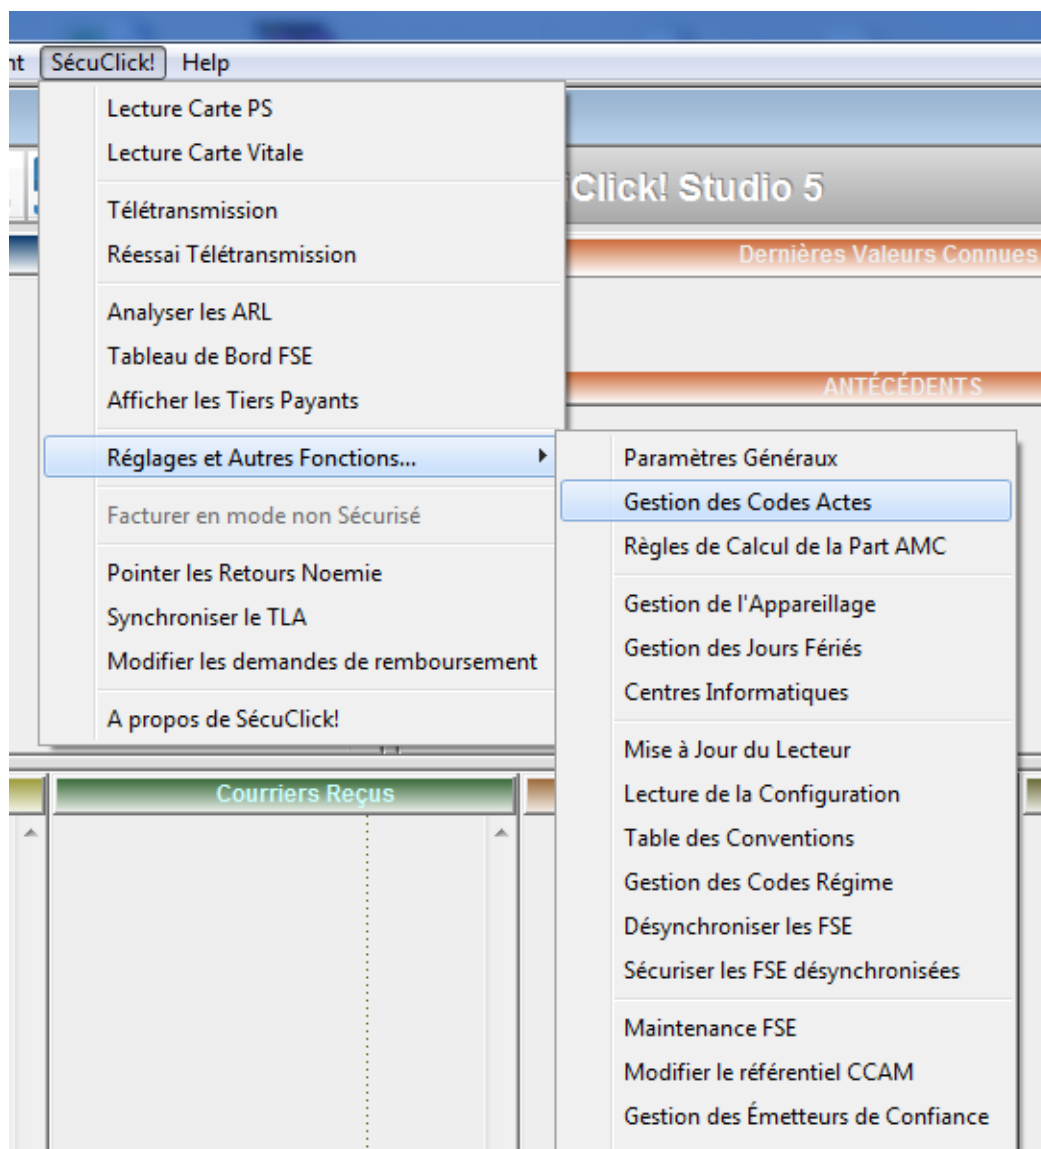 nt SécuClick! Help
Lecture Carte PS
Lecture Carte Vitale
Télétransmission
Réessai Télétransmission
Analyser les ARL
Tableau de Bord FSE
Afficher les Tiers Payants
Réglages et Autres Fonctions...
Facturer en mode non Sécurisé
Pointer les Retours Noemie
Synchroniser le TLA
Modifier les demandes de remboursement
A propos de SécuClick!
iClick! Studio 5
Dernières Valeurs Connues
ANTÉCÉDENTS
Paramètres Généraux
Gestion des Codes Actes
Règles de Calcul de la Part AMC
Gestion de l'Appareillage
Gestion des Jours Fériés
Centres Informatiques
Mise à Jour du Lecteur
Lecture de la Configuration
Table des Conventions
Gestion des Codes Régime
Désynchroniser les FSE
Sécuriser les FSE désynchronisées
Maintenance FSE
Modifier le référentiel CCAM
Gestion des Émetteurs de Confiance
Courriers Reçus